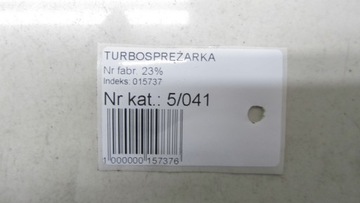 TURBOSPRĘŻARKA
Nr fabr. 23%
Indeks: 015737
Nr kat.: 5/041
1 000000 157376